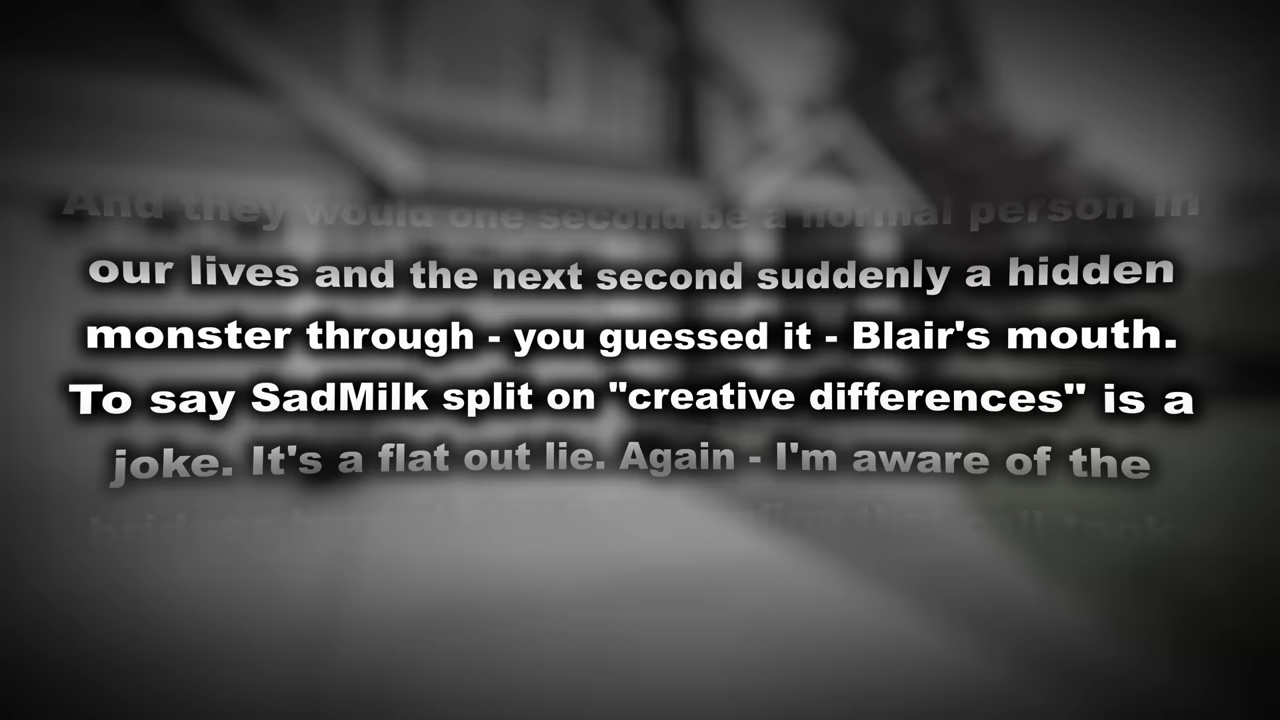 And they would one second be a normal person in
our lives and the next second suddenly a hidden
monster through - you guessed it - Blair's mouth.
To say SadMilk split on "creative differences" is a
joke. It's a flat out lie. Again - I'm aware of the
call took